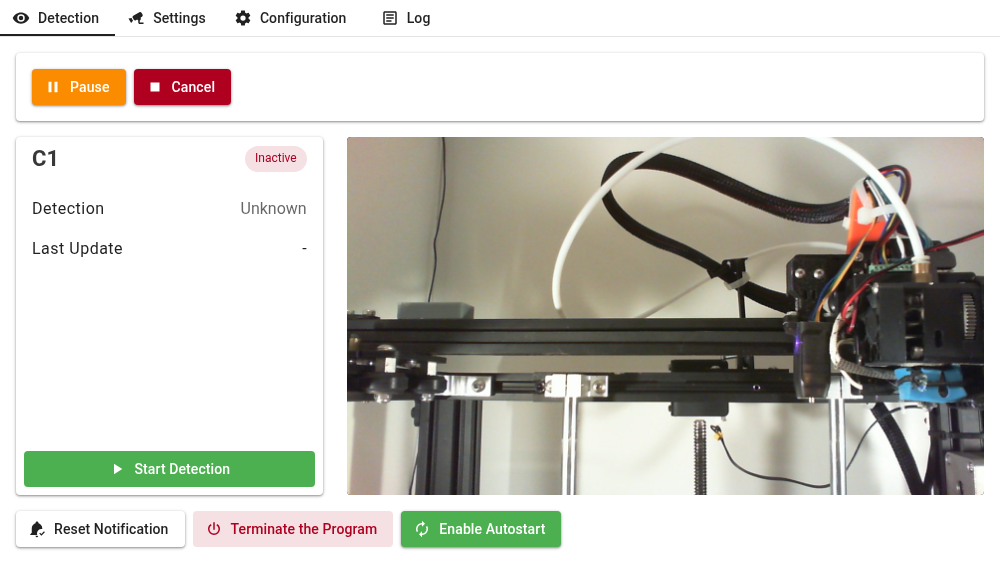 Detection Settings Configuration Log
Pause Cancel
C1 Inactive
Detection Unknown
Last Update -
Start Detection
Reset Notification Terminate the Program Enable Autostart